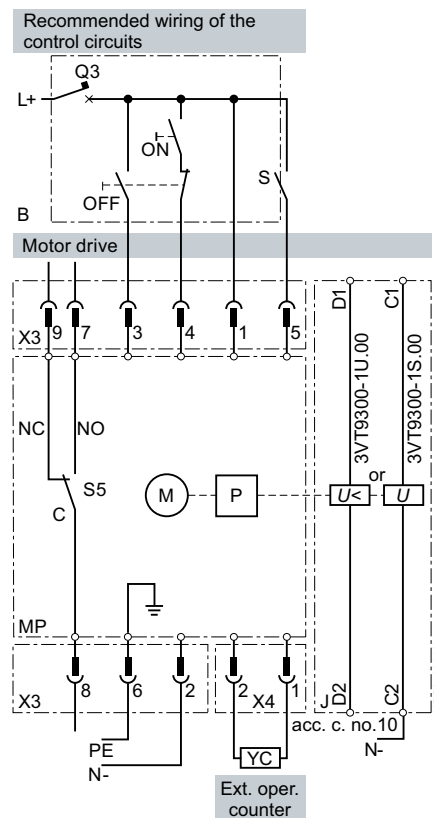 Recommended wiring of the
control circuits
Q3
L+
ON
S
OFF
B
Motor drive
D1
C1
X3
9
7
3
4
1
5
3VT9300-1U.00
3VT9300-1S.00
NC
NO
or
S5
M
P
U<
U
C
MP
X3
8
6
2
2
X4
1
J
D2
C2
acc. c. no.10
PE
N-
N-
YC
Ext. oper.
counter